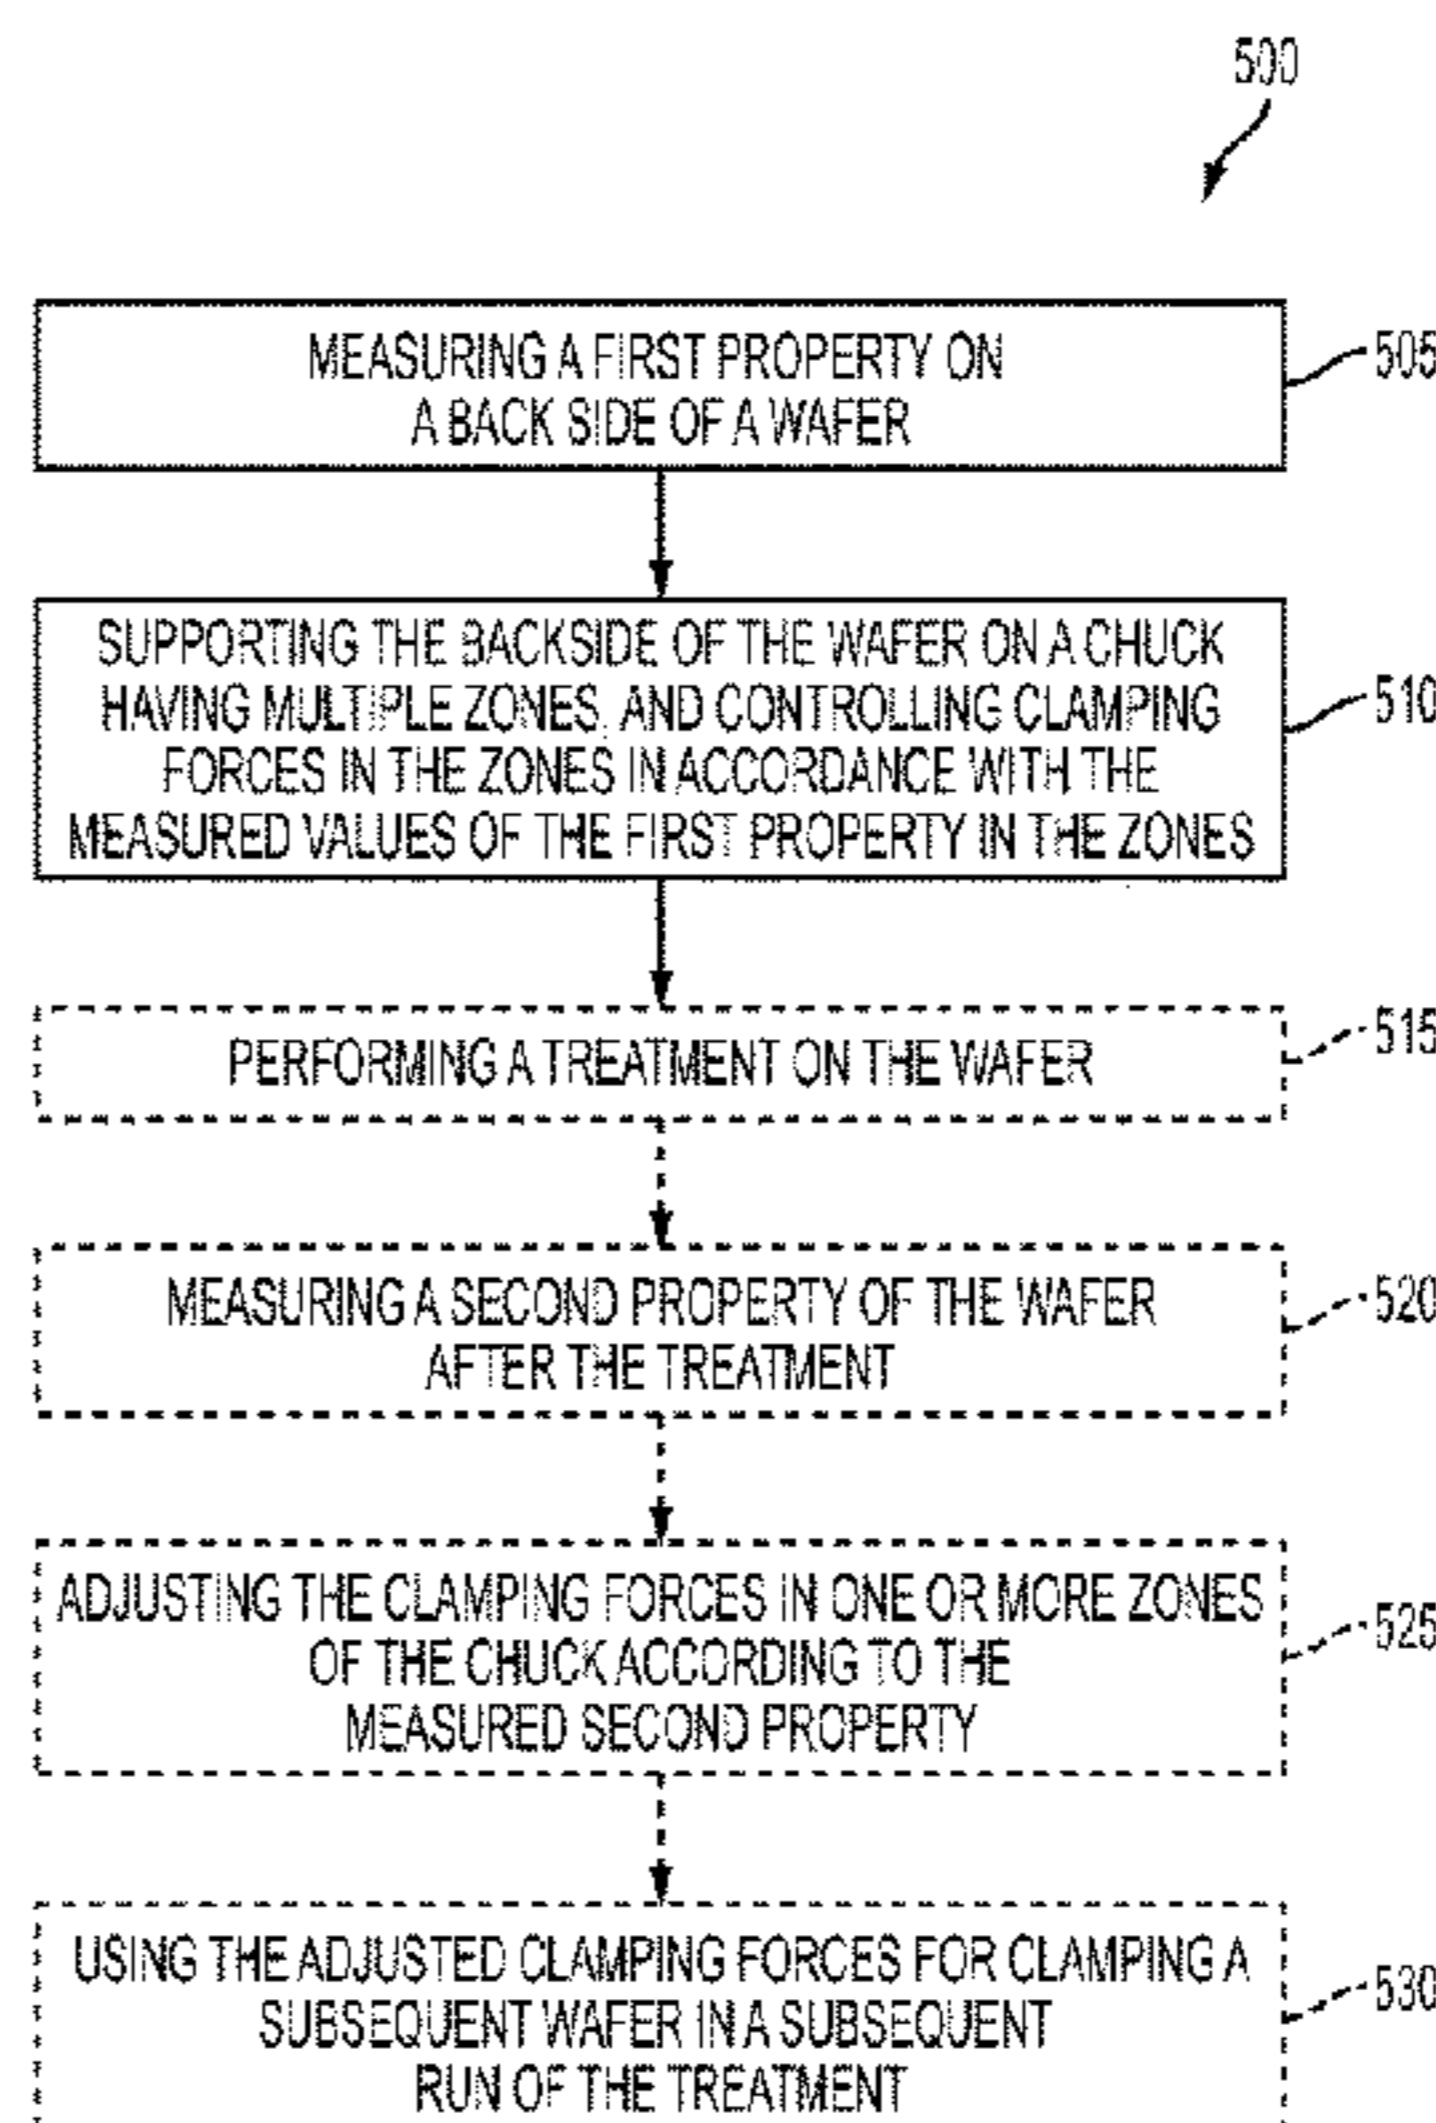 500
MEASURING A FIRST PROPERTY ON
A BACK SIDE OF A WAFER
505
SUPPORTING THE BACKSIDE OF THE WAFER ON A CHUCK
HAVING MULTIPLE ZONES, AND CONTROLLING CLAMPING
FORCES IN THE ZONES IN ACCORDANCE WITH THE
MEASURED VALUES OF THE FIRST PROPERTY IN THE ZONES
510
PERFORMING A TREATMENT ON THE WAFER
515
MEASURING A SECOND PROPERTY OF THE WAFER
AFTER THE TREATMENT
520
ADJUSTING THE CLAMPING FORCES IN ONE OR MORE ZONES
OF THE CHUCK ACCORDING TO THE
MEASURED SECOND PROPERTY
525
USING THE ADJUSTED CLAMPING FORCES FOR CLAMPING A
SUBSEQUENT WAFER IN A SUBSEQUENT
RUN OF THE TREATMENT
530